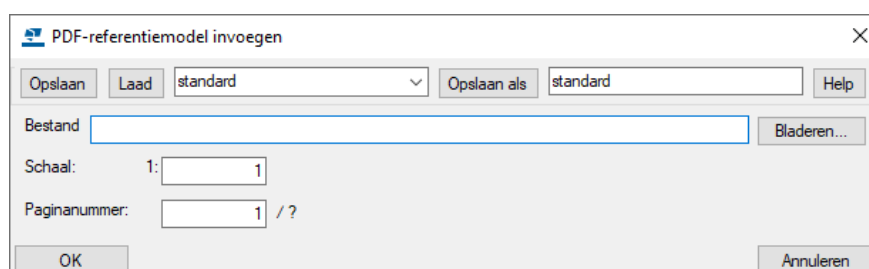 PDF-referentiemodel invoegen
Opslaan Laad standard Opslaan als standard Help
Bestand Bladeren...
Schaal: 1: 1
Paginanummer: 1 / ?
OK Annuleren